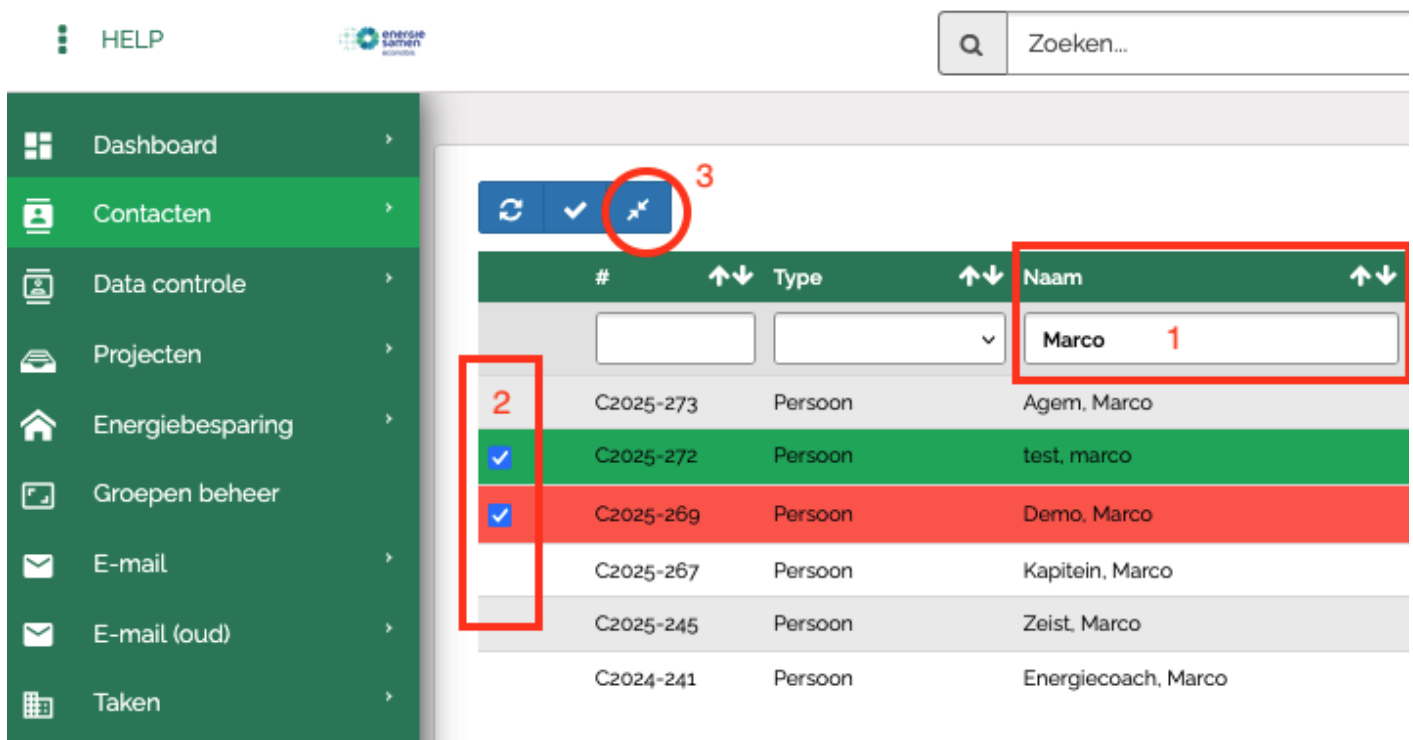 HELP
energie
samen
econobis
Zoeken...
Dashboard
Contacten
Data controle
Projecten
Energiebesparing
Groepen beheer
E-mail
E-mail (oud)
Taken
3
# Type Naam
Marco 1
2
C2025-273 Persoon Agem, Marco
C2025-272 Persoon test, marco
C2025-269 Persoon Demo, Marco
C2025-267 Persoon Kapitein, Marco
C2025-245 Persoon Zeist, Marco
C2024-241 Persoon Energiecoach, Marco